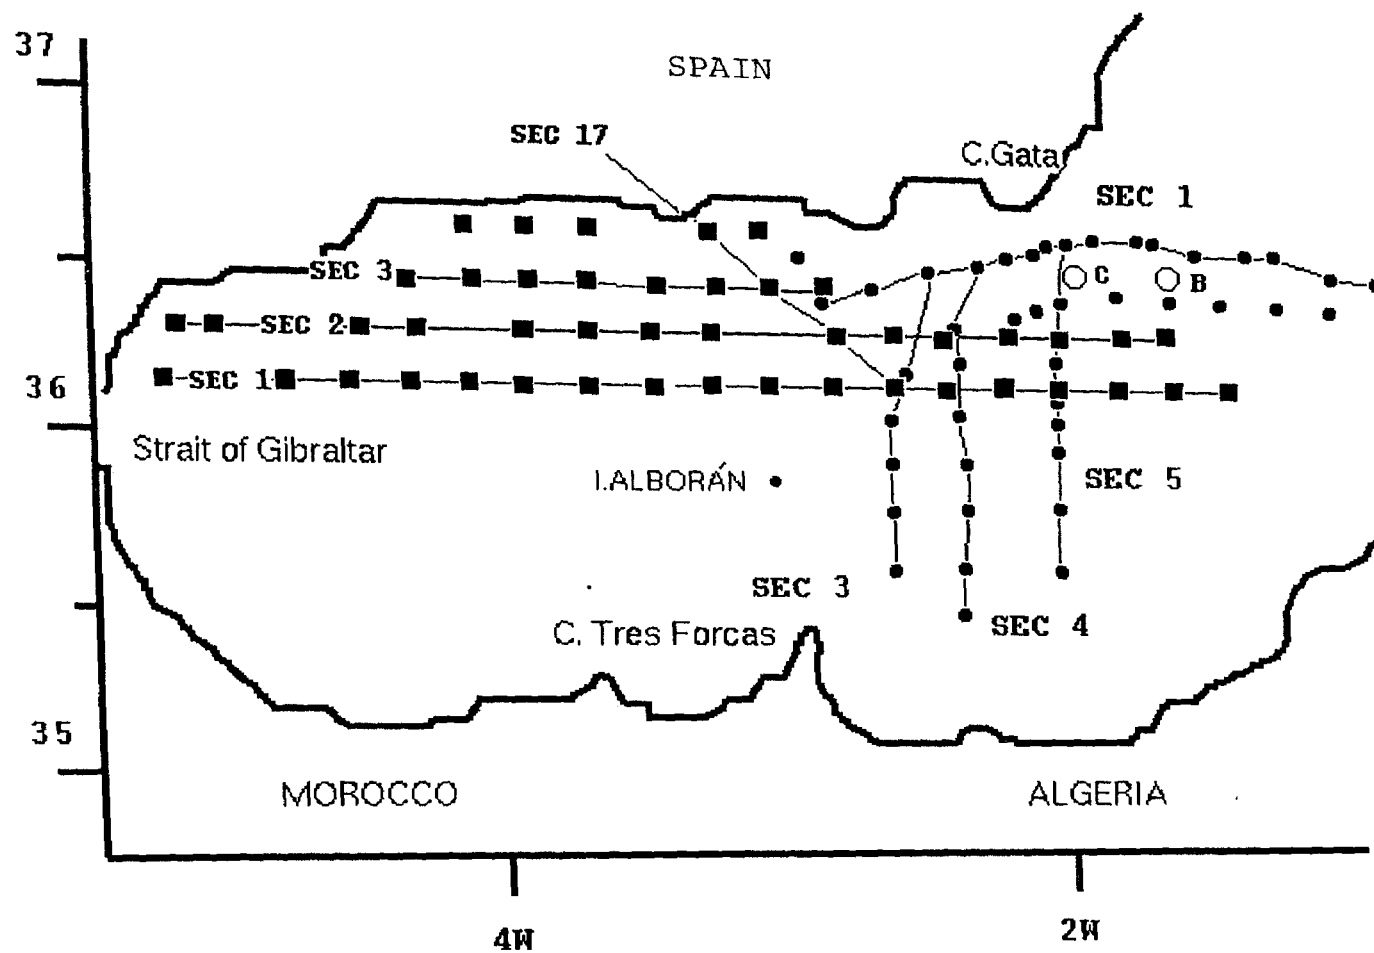 37
SPAIN
SEC 17
C.Gata
SEC 1
SEC 3
C
B
SEC 2
SEC 1
36
Strait of Gibraltar
I.ALBORÁN
SEC 5
SEC 3
SEC 4
C. Tres Forcas
35
MOROCCO
ALGERIA
4W
2W